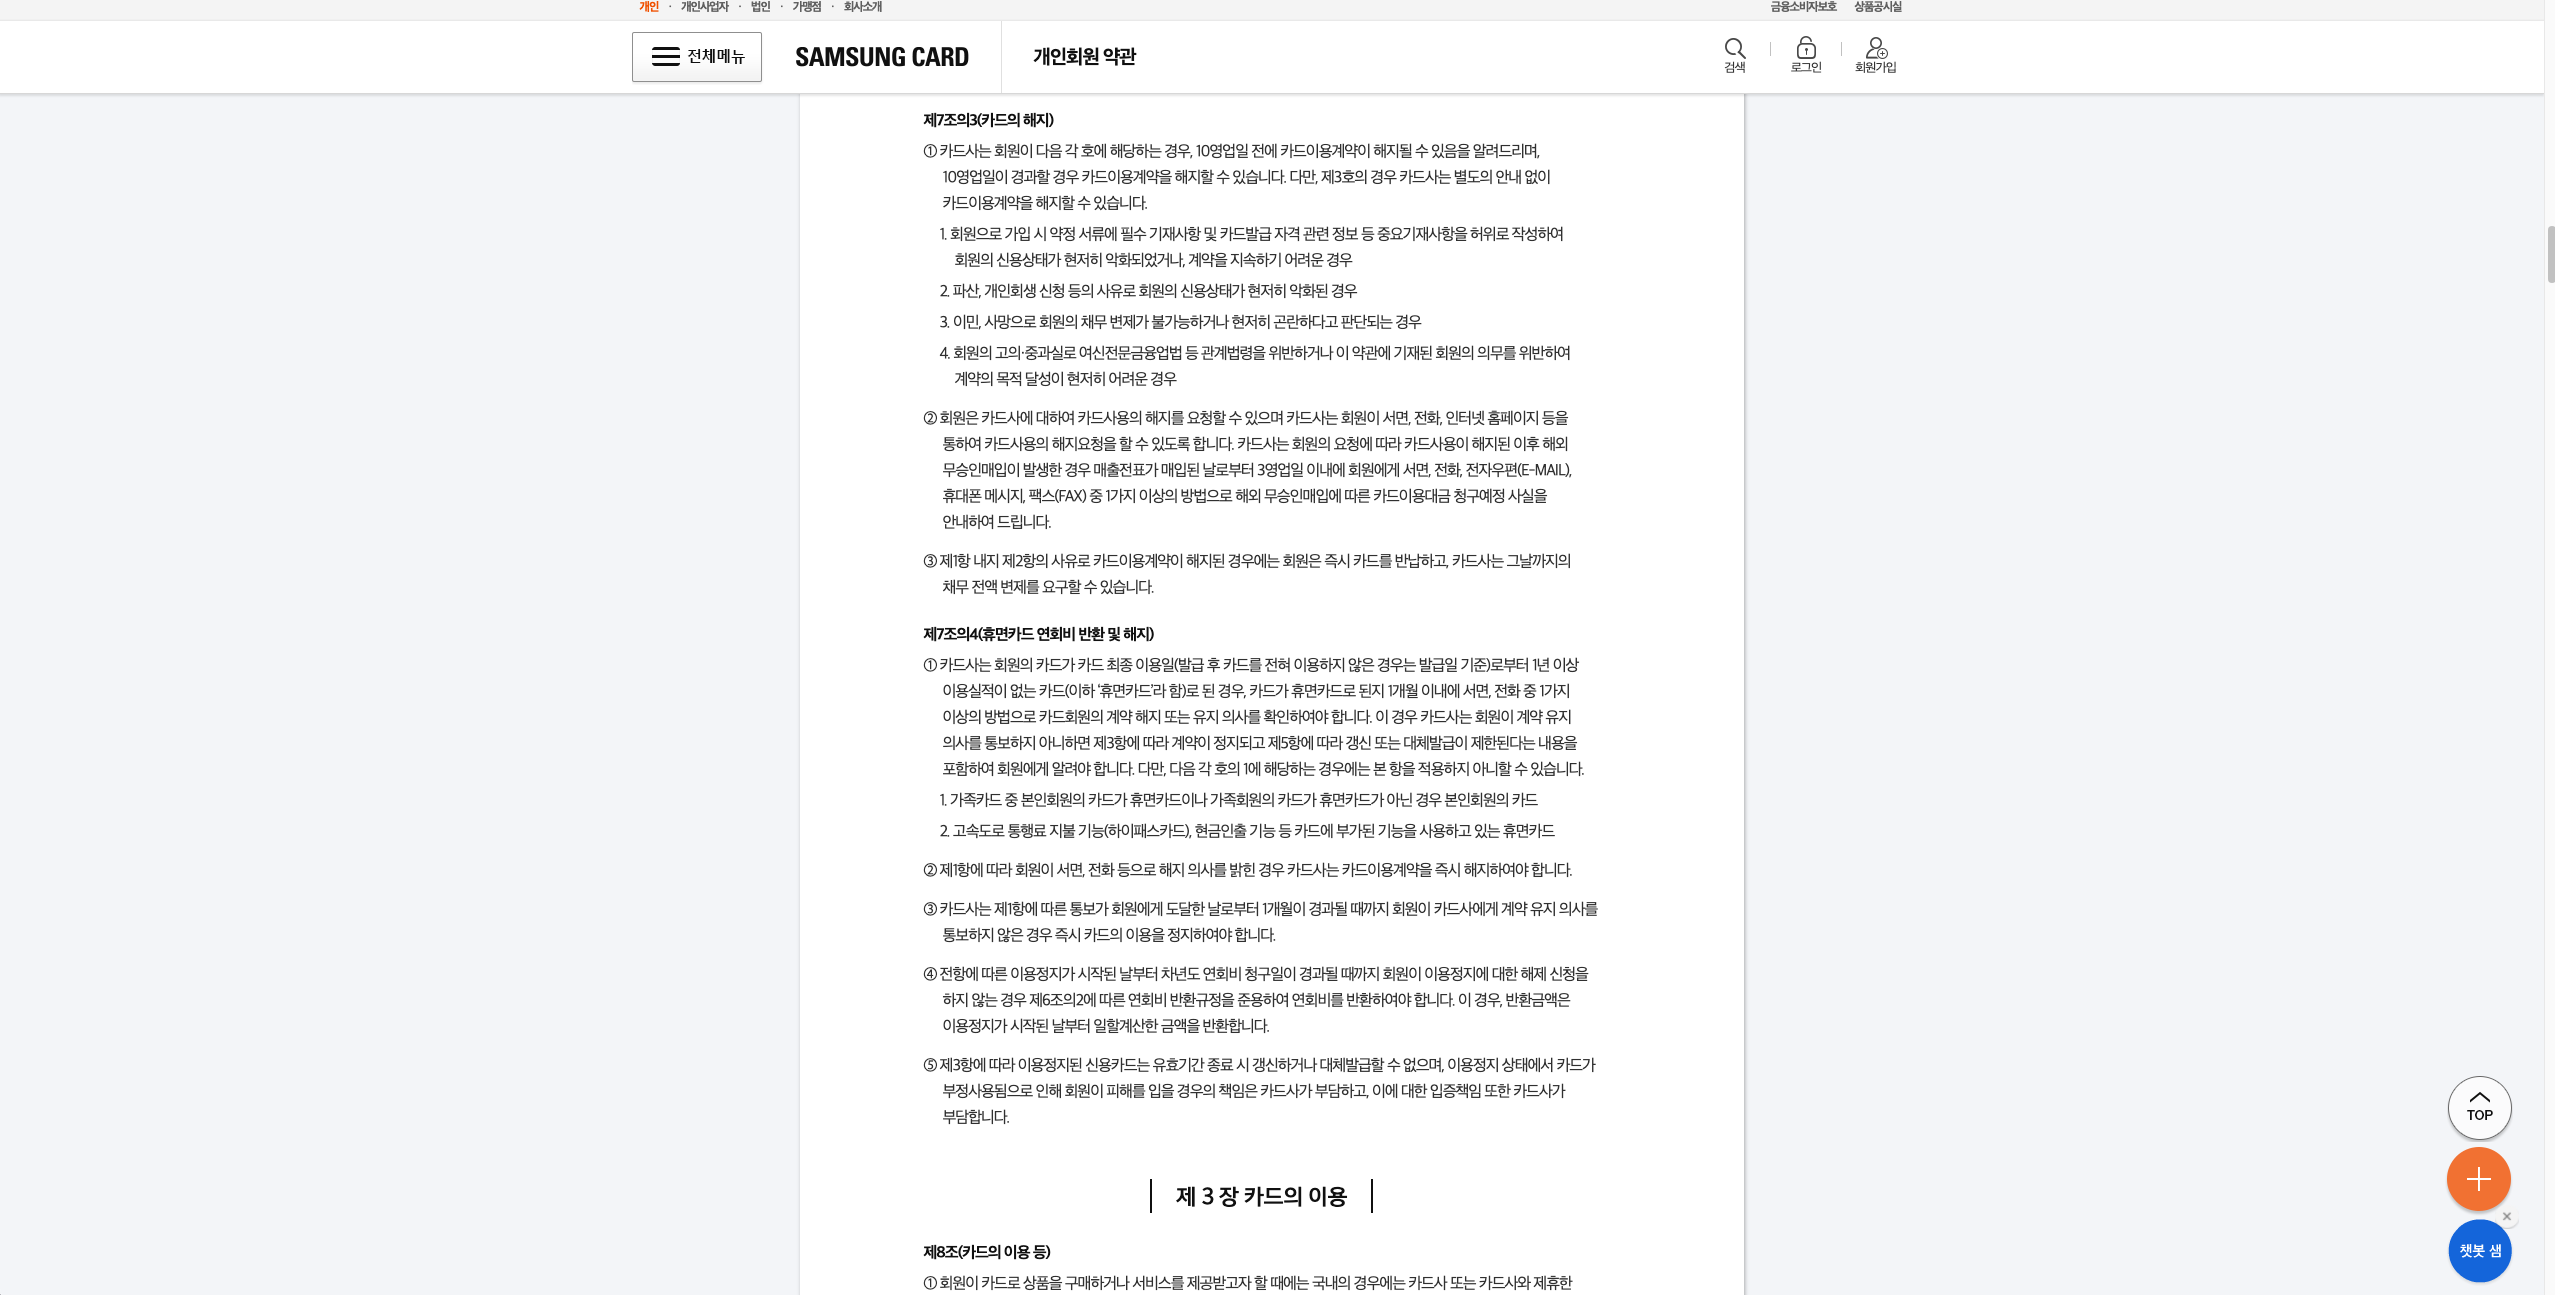 개인 · 개인사업자 · 법인 · 가맹점 · 회사소개
금융소비자보호 상품공시실
전체메뉴
SAMSUNG CARD
개인회원 약관
검색
로그인
회원가입
제7조의3(카드의 해지)
① 카드사는 회원이 다음 각 호에 해당하는 경우, 10영업일 전에 카드이용계약이 해지될 수 있음을 알려드리며,
10영업일이 경과할 경우 카드이용계약을 해지할 수 있습니다. 다만, 제3호의 경우 카드사는 별도의 안내 없이
카드이용계약을 해지할 수 있습니다.
1. 회원으로 가입 시 약정 서류에 필수 기재사항 및 카드발급 자격 관련 정보 등 중요기재사항을 허위로 작성하여
회원의 신용상태가 현저히 악화되었거나, 계약을 지속하기 어려운 경우
2. 파산, 개인회생 신청 등의 사유로 회원의 신용상태가 현저히 악화된 경우
3. 이민, 사망으로 회원의 채무 변제가 불가능하거나 현저히 곤란하다고 판단되는 경우
4. 회원의 고의·중과실로 여신전문금융업법 등 관계법령을 위반하거나 이 약관에 기재된 회원의 의무를 위반하여
계약의 목적 달성이 현저히 어려운 경우
② 회원은 카드사에 대하여 카드사용의 해지를 요청할 수 있으며 카드사는 회원이 서면, 전화, 인터넷 홈페이지 등을
통하여 카드사용의 해지요청을 할 수 있도록 합니다. 카드사는 회원의 요청에 따라 카드사용이 해지된 이후 해외
무승인매입이 발생한 경우 매출전표가 매입된 날로부터 3영업일 이내에 회원에게 서면, 전화, 전자우편(E-MAIL),
휴대폰 메시지, 팩스(FAX) 중 1가지 이상의 방법으로 해외 무승인매입에 따른 카드이용대금 청구예정 사실을
안내하여 드립니다.
③ 제1항 내지 제2항의 사유로 카드이용계약이 해지된 경우에는 회원은 즉시 카드를 반납하고, 카드사는 그날까지의
채무 전액 변제를 요구할 수 있습니다.
제7조의4(휴면카드 연회비 반환 및 해지)
① 카드사는 회원의 카드가 카드 최종 이용일(발급 후 카드를 전혀 이용하지 않은 경우는 발급일 기준)로부터 1년 이상
이용실적이 없는 카드(이하 ‘휴면카드’라 함)로 된 경우, 카드가 휴면카드로 된지 1개월 이내에 서면, 전화 중 1가지
이상의 방법으로 카드회원의 계약 해지 또는 유지 의사를 확인하여야 합니다. 이 경우 카드사는 회원이 계약 유지
의사를 통보하지 아니하면 제3항에 따라 계약이 정지되고 제5항에 따라 갱신 또는 대체발급이 제한된다는 내용을
포함하여 회원에게 알려야 합니다. 다만, 다음 각 호의 1에 해당하는 경우에는 본 항을 적용하지 아니할 수 있습니다.
1. 가족카드 중 본인회원의 카드가 휴면카드이나 가족회원의 카드가 휴면카드가 아닌 경우 본인회원의 카드
2. 고속도로 통행료 지불 기능(하이패스카드), 현금인출 기능 등 카드에 부가된 기능을 사용하고 있는 휴면카드
② 제1항에 따라 회원이 서면, 전화 등으로 해지 의사를 밝힌 경우 카드사는 카드이용계약을 즉시 해지하여야 합니다.
③ 카드사는 제1항에 따른 통보가 회원에게 도달한 날로부터 1개월이 경과될 때까지 회원이 카드사에게 계약 유지 의사를
통보하지 않은 경우 즉시 카드의 이용을 정지하여야 합니다.
④ 전항에 따른 이용정지가 시작된 날부터 차년도 연회비 청구일이 경과될 때까지 회원이 이용정지에 대한 해제 신청을
하지 않는 경우 제6조의2에 따른 연회비 반환규정을 준용하여 연회비를 반환하여야 합니다. 이 경우, 반환금액은
이용정지가 시작된 날부터 일할계산한 금액을 반환합니다.
⑤ 제3항에 따라 이용정지된 신용카드는 유효기간 종료 시 갱신하거나 대체발급할 수 없으며, 이용정지 상태에서 카드가
부정사용됨으로 인해 회원이 피해를 입을 경우의 책임은 카드사가 부담하고, 이에 대한 입증책임 또한 카드사가
부담합니다.
제 3 장 카드의 이용
제8조(카드의 이용 등)
① 회원이 카드로 상품을 구매하거나 서비스를 제공받고자 할 때에는 국내의 경우에는 카드사 또는 카드사와 제휴한
TOP
챗봇 샘